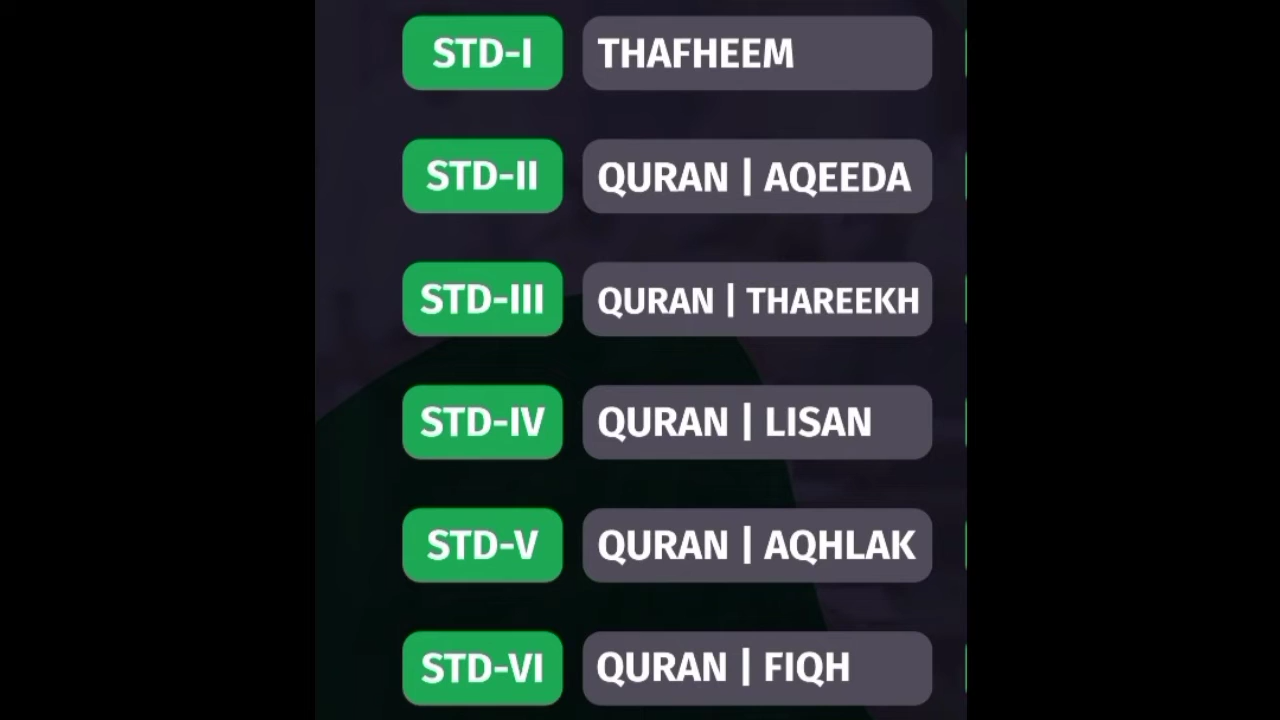 STD-I THAFHEEM
STD-II QURAN | AQEEDA
STD-III QURAN | THAREEKH
STD-IV QURAN | LISAN
STD-V QURAN | AQHLAK
STD-VI QURAN | FIQH